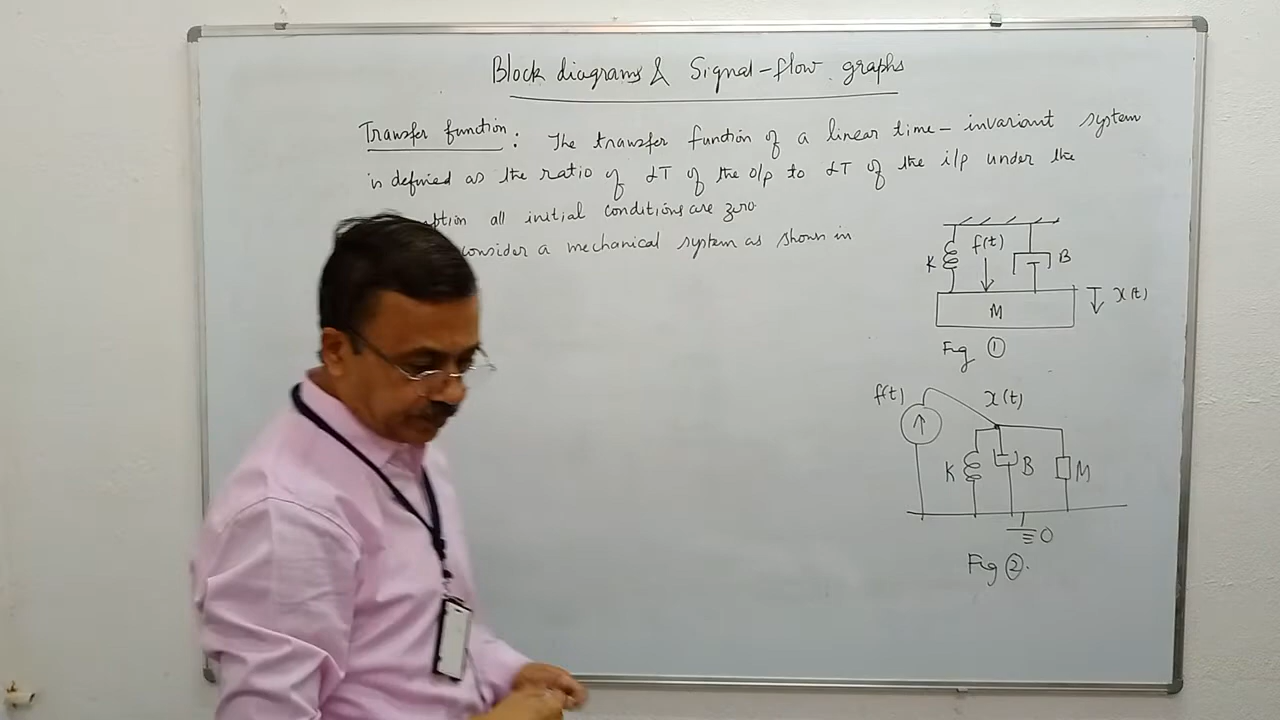 Block diagrams & Signal-flow graphs
Transfer function: The transfer function of a linear time-invariant system
is defined as the ratio of LT of the o/p to LT of the i/p under the
all initial conditions are zero.
consider a mechanical system as shown in
K f(t) B
M x(t)
Fig ①
f(t) x(t)
K B M
0
Fig ②.